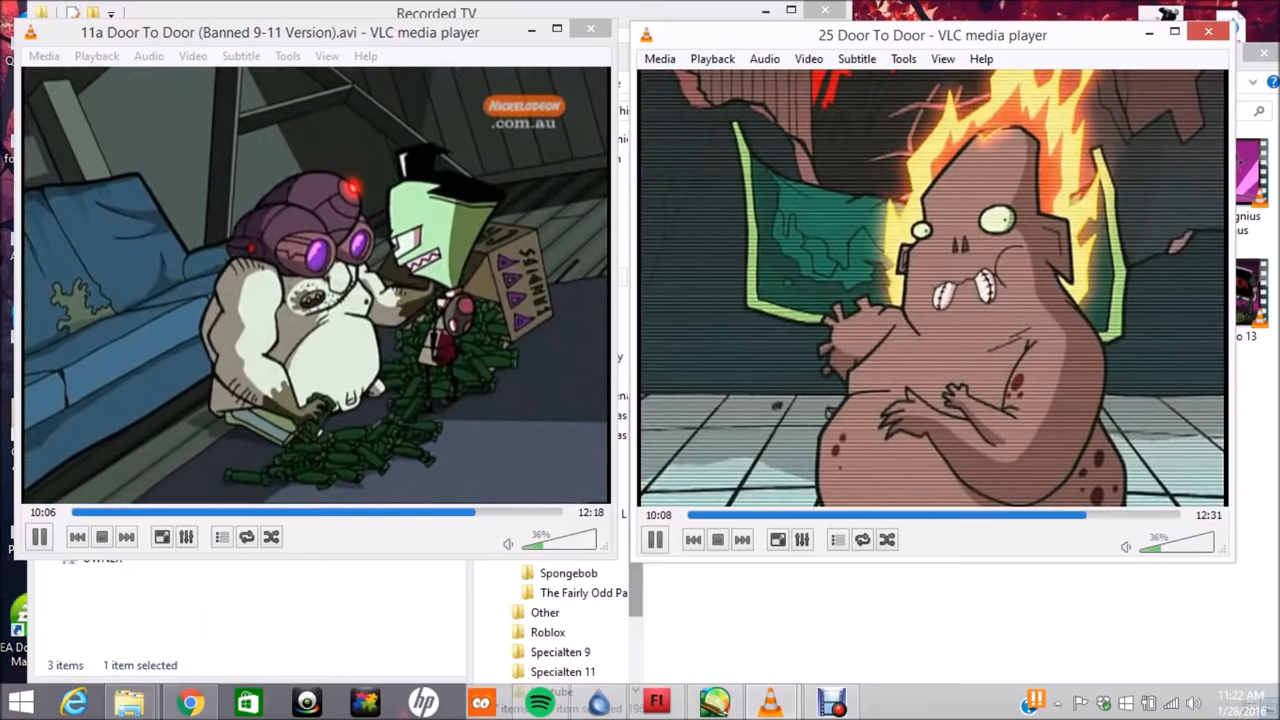 Recorded TV
11a Door To Door (Banned 9-11 Version).avi - VLC media player
Media Playback Audio Video Subtitle Tools View Help
NICKELODEON
.com.au
10:06
12:18
36%
25 Door To Door - VLC media player
Media Playback Audio Video Subtitle Tools View Help
10:08
12:31
36%
OWNER
Spongebob
The Fairly Odd Pa
Other
Roblox
Specialten 9
Specialten 11
3 items 1 item selected
hp
Fl
11:22 AM
1/28/2016